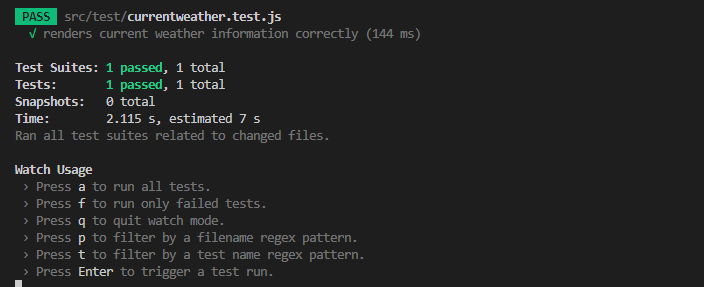 PASS src/test/currentweather.test.js
√ renders current weather information correctly (144 ms)
Test Suites: 1 passed, 1 total
Tests: 1 passed, 1 total
Snapshots: 0 total
Time: 2.115 s, estimated 7 s
Ran all test suites related to changed files.
Watch Usage
› Press a to run all tests.
› Press f to run only failed tests.
› Press q to quit watch mode.
› Press p to filter by a filename regex pattern.
› Press t to filter by a test name regex pattern.
› Press Enter to trigger a test run.